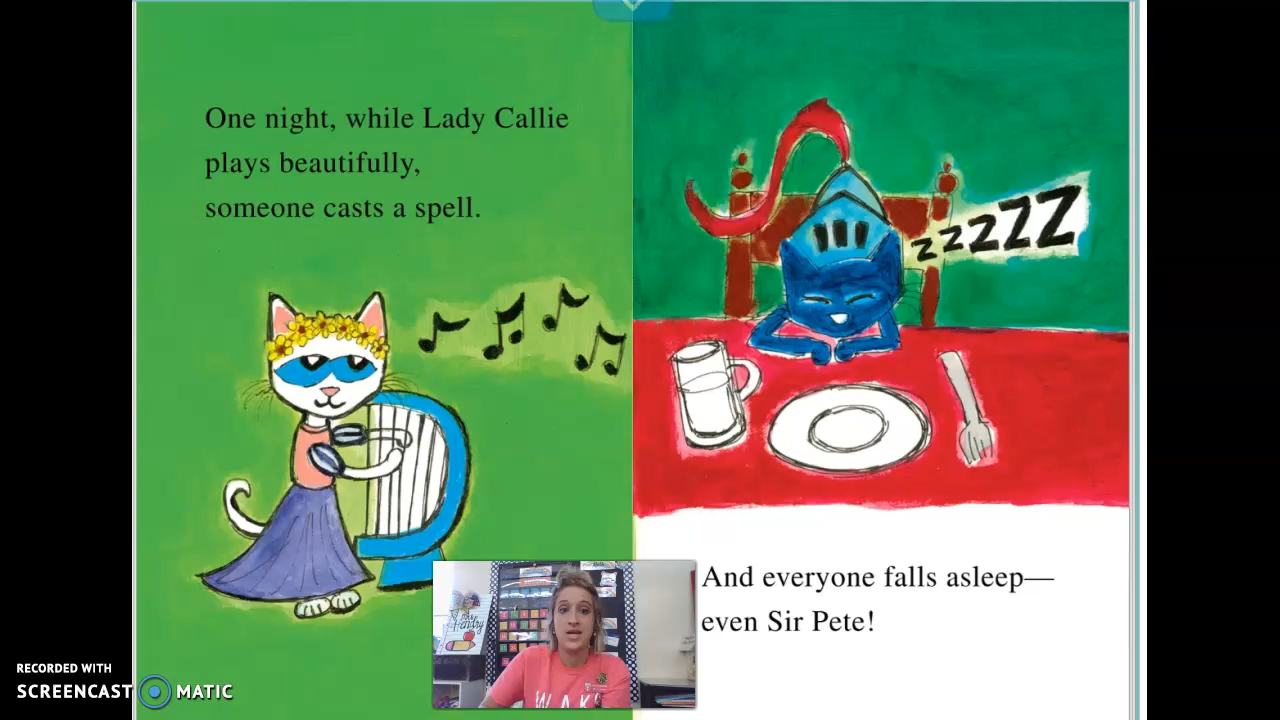 One night, while Lady Callie
plays beautifully,
someone casts a spell.
zzZZZ
And everyone falls asleep—
even Sir Pete!
RECORDED WITH
SCREENCAST MATIC